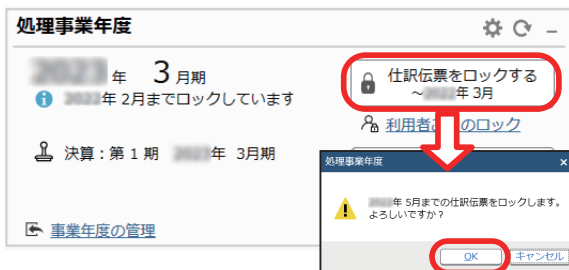 処理事業年度
年 3月期
年 2月までロックしています
仕訳伝票をロックする
～ 年 3月
利用者 のロック
決算：第 1 期 年 3月期
事業年度の管理
処理事業年度 ×
年 5月までの仕訳伝票をロックします。
よろしいですか？
OK キャンセル